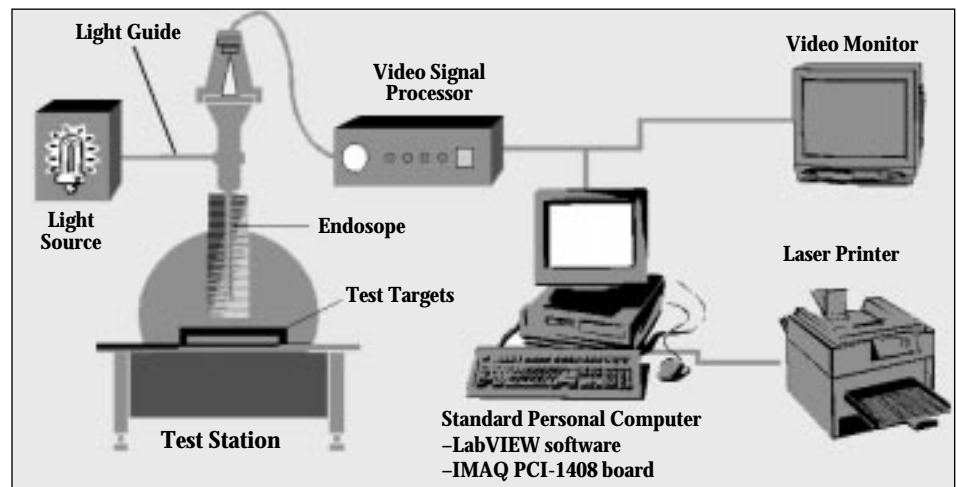 Light Guide
Video Signal
Processor
Video Monitor
Light
Source
Endosope
Test Targets
Laser Printer
Test Station
Standard Personal Computer
–LabVIEW software
–IMAQ PCI-1408 board